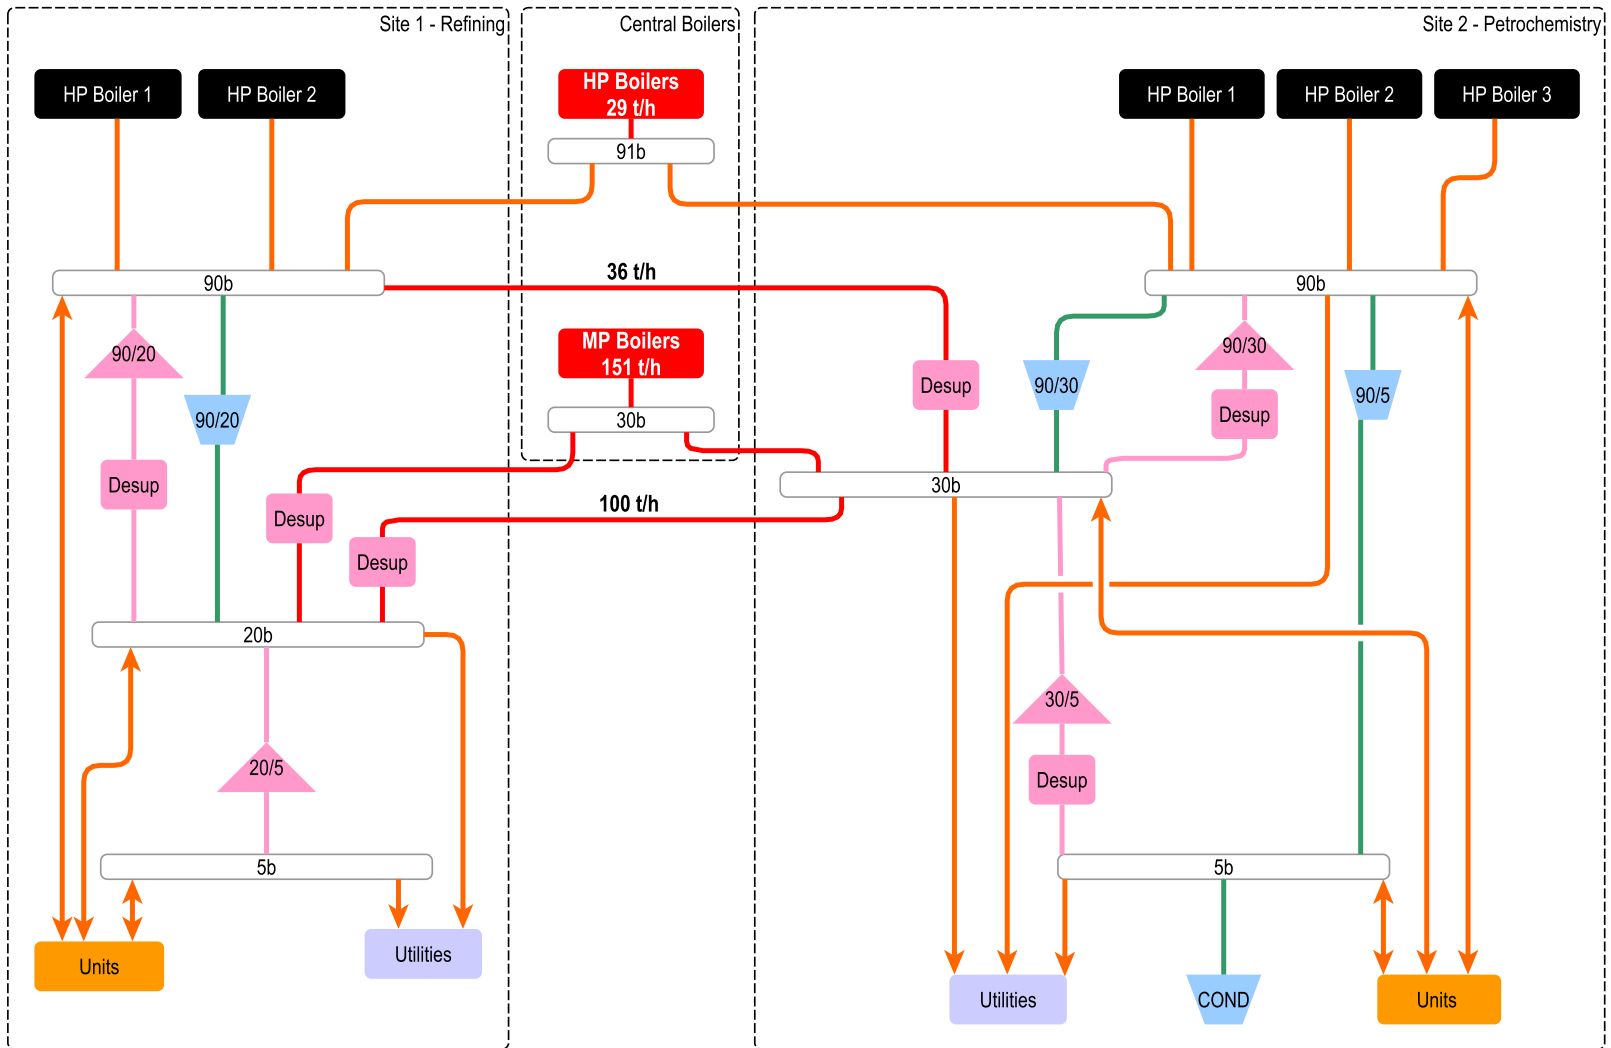 Site 1 - Refining
Central Boilers
Site 2 - Petrochemistry
HP Boiler 1
HP Boiler 2
HP Boilers
29 t/h
HP Boiler 1
HP Boiler 2
HP Boiler 3
91b
36 t/h
90b
90b
MP Boilers
151 t/h
90/20
90/30
90/30
Desup
90/5
90/20
30b
Desup
Desup
30b
100 t/h
Desup
Desup
20b
30/5
20/5
Desup
5b
5b
Units
Utilities
Utilities
COND
Units